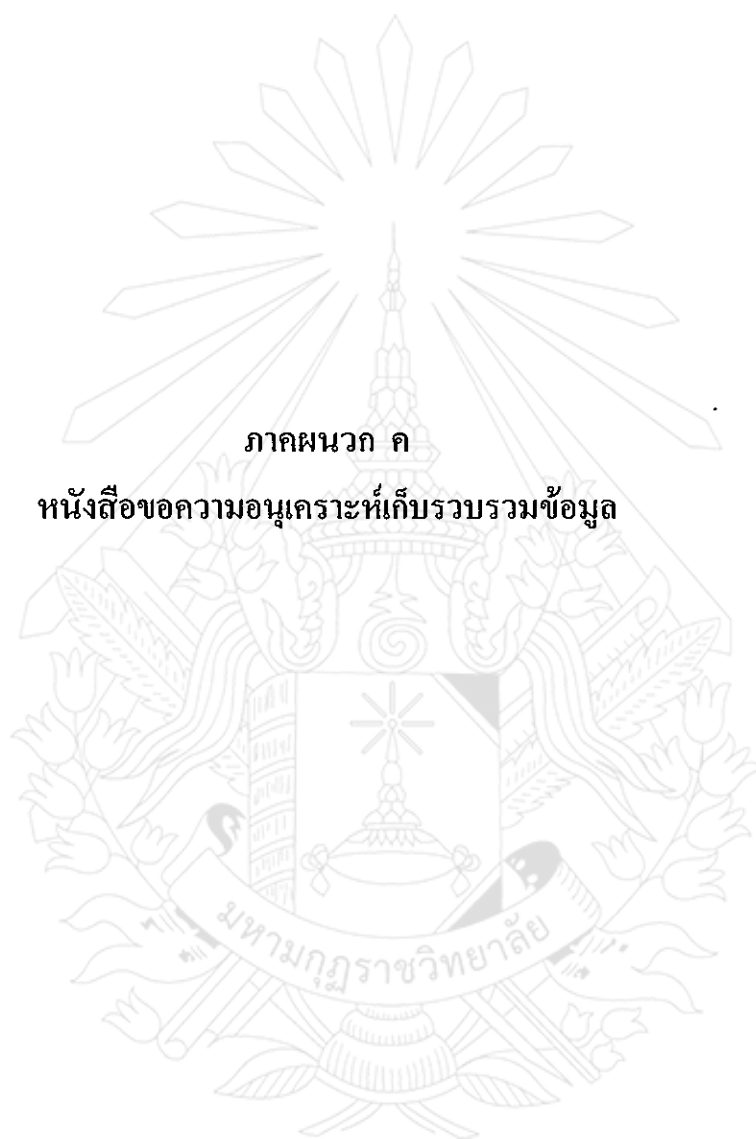 ภาคผนวก ค
หนังสือขอความอนุเคราะห์เก็บรวบรวมข้อมูล
มหามกุฏราชวิทยาลัย